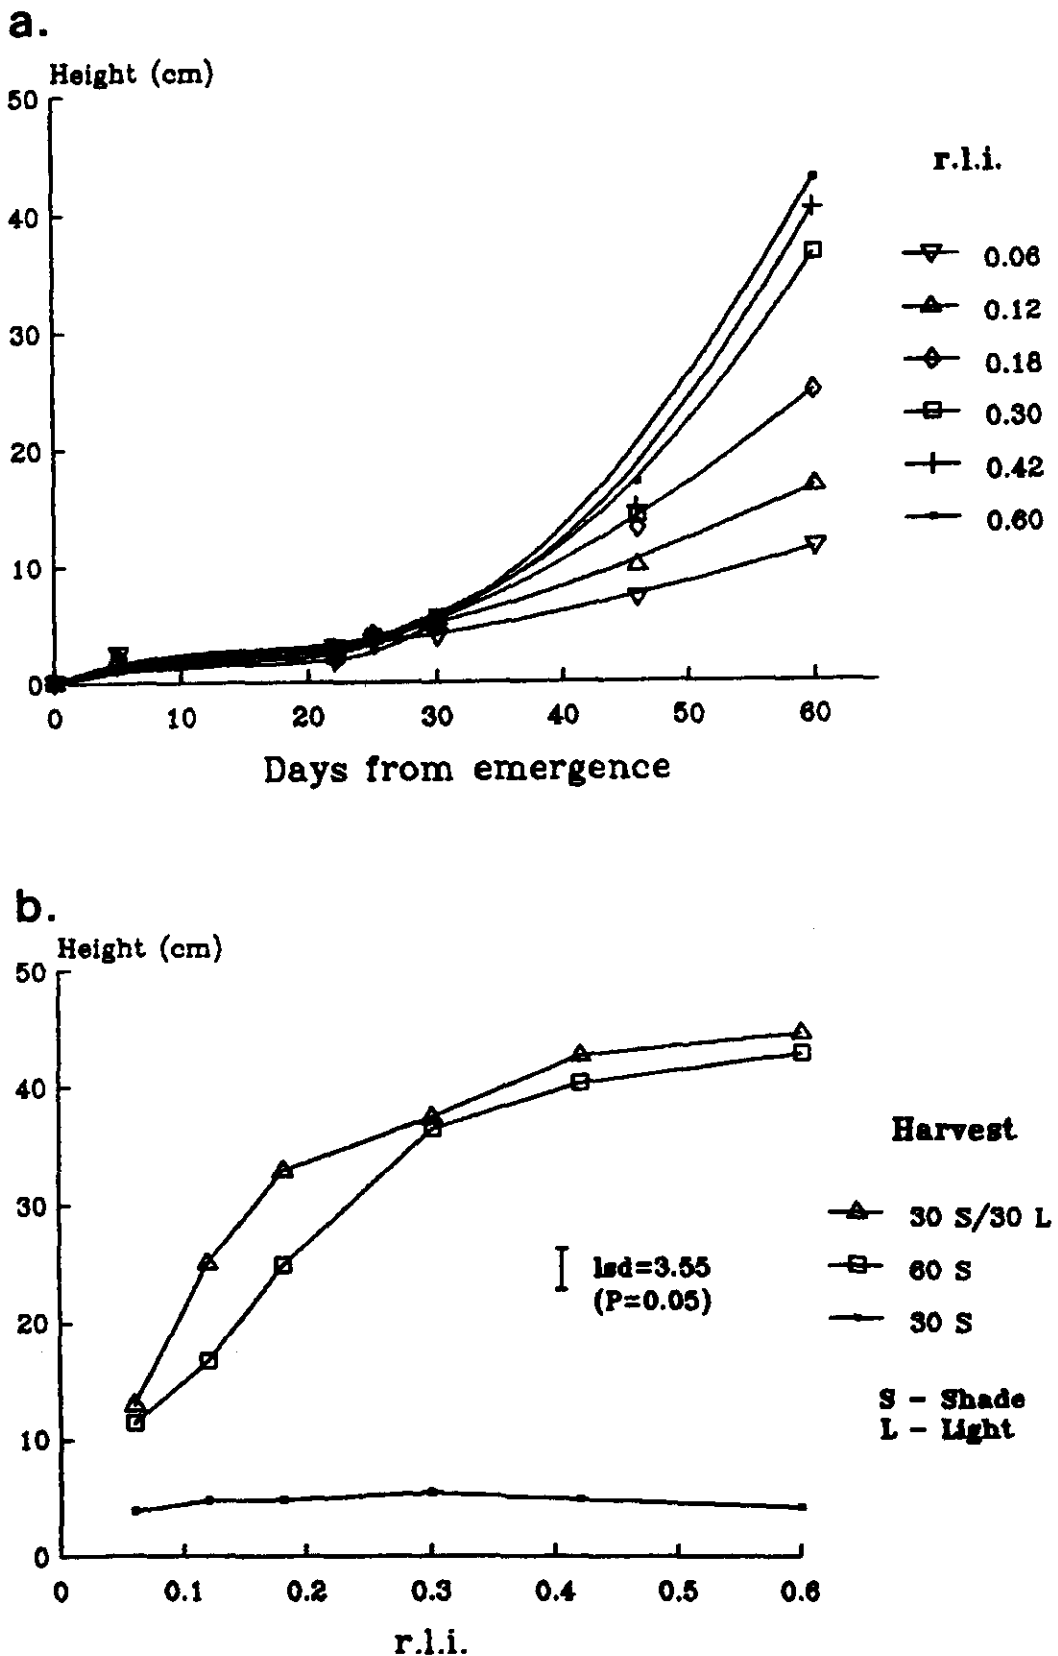 a.
Height (cm)
50
40
30
20
10
0
0 10 20 30 40 50 60
Days from emergence
r.l.i.
0.06
0.12
0.18
0.30
0.42
0.60
b.
Height (cm)
50
40
30
20
10
0
0 0.1 0.2 0.3 0.4 0.5 0.6
r.l.i.
lsd=3.55
(P=0.05)
Harvest
30 S/30 L
60 S
30 S
S - Shade
L - Light